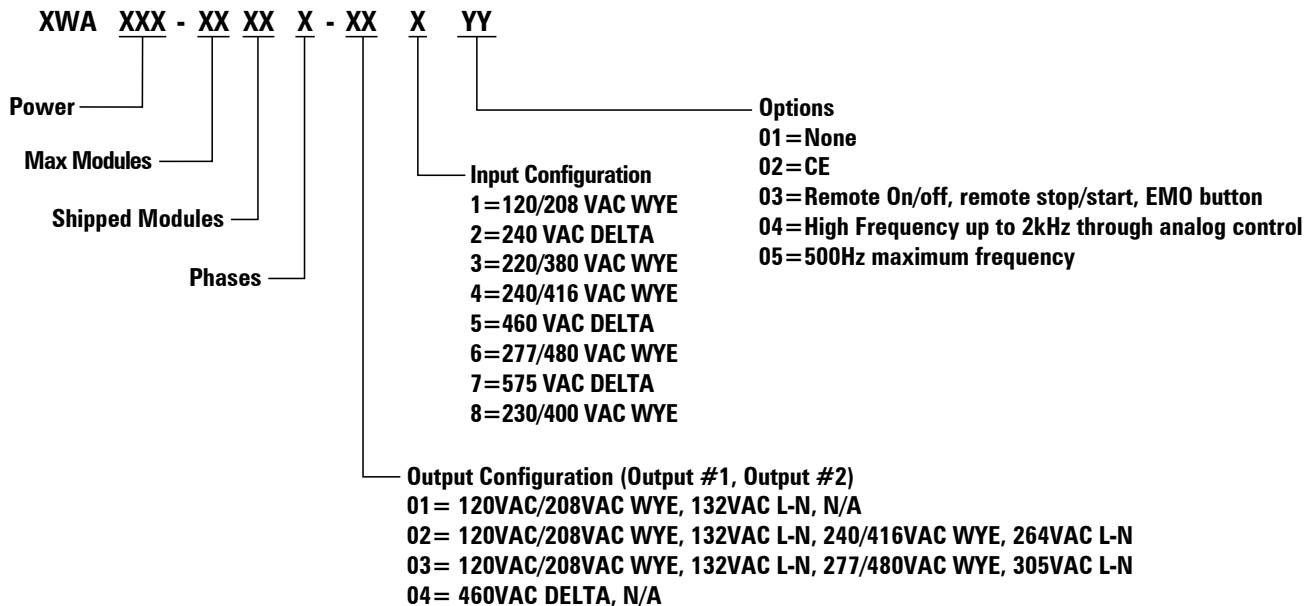 XWA XXX - XX XX X - XX X YY
Power
Max Modules
Shipped Modules
Phases
Input Configuration
1=120/208 VAC WYE
2=240 VAC DELTA
3=220/380 VAC WYE
4=240/416 VAC WYE
5=460 VAC DELTA
6=277/480 VAC WYE
7=575 VAC DELTA
8=230/400 VAC WYE
Options
01=None
02=CE
03=Remote On/off, remote stop/start, EMO button
04=High Frequency up to 2kHz through analog control
05=500Hz maximum frequency
Output Configuration (Output #1, Output #2)
01= 120VAC/208VAC WYE, 132VAC L-N, N/A
02= 120VAC/208VAC WYE, 132VAC L-N, 240/416VAC WYE, 264VAC L-N
03= 120VAC/208VAC WYE, 132VAC L-N, 277/480VAC WYE, 305VAC L-N
04= 460VAC DELTA, N/A